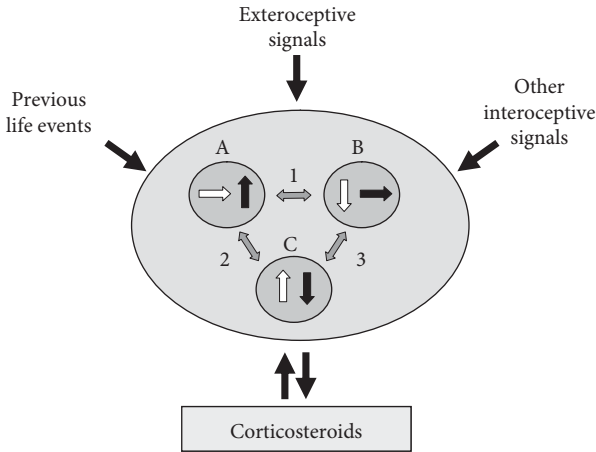 Exteroceptive
signals
Previous
life events
Other
interoceptive
signals
A
B
1
C
2
3
Corticosteroids